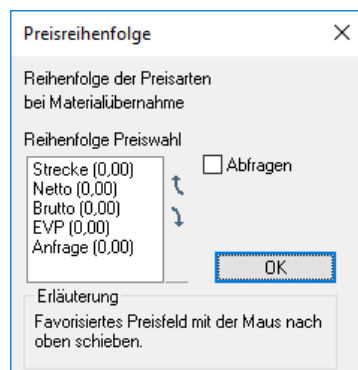 Preisreihenfolge
Reihenfolge der Preisarten
bei Materialübernahme
Reihenfolge Preiswahl
Strecke (0,00)
Netto (0,00)
Brutto (0,00)
EVP (0,00)
Anfrage (0,00)
Abfragen
OK
Erläuterung
Favorisiertes Preisfeld mit der Maus nach
oben schieben.